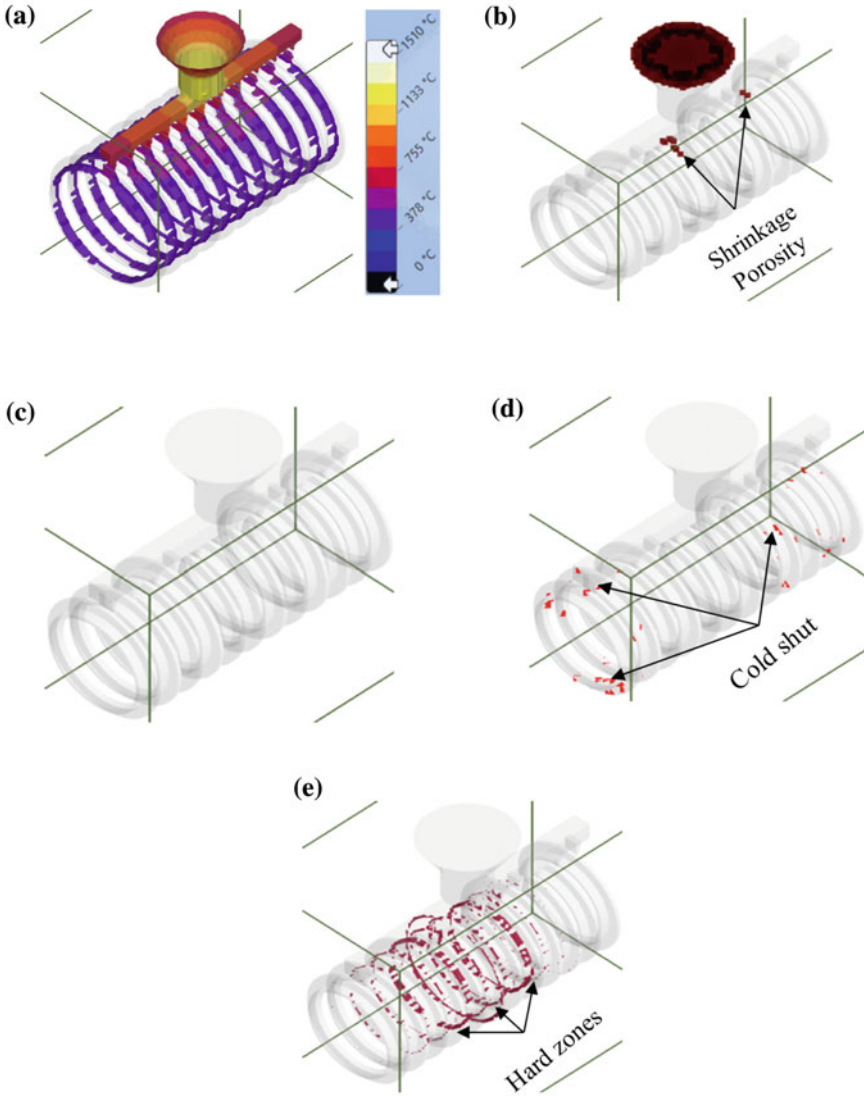 (a)
1510 °C
1133 °C
755 °C
378 °C
0 °C
(b)
Shrinkage
Porosity
(c)
(d)
Cold shut
(e)
Hard zones